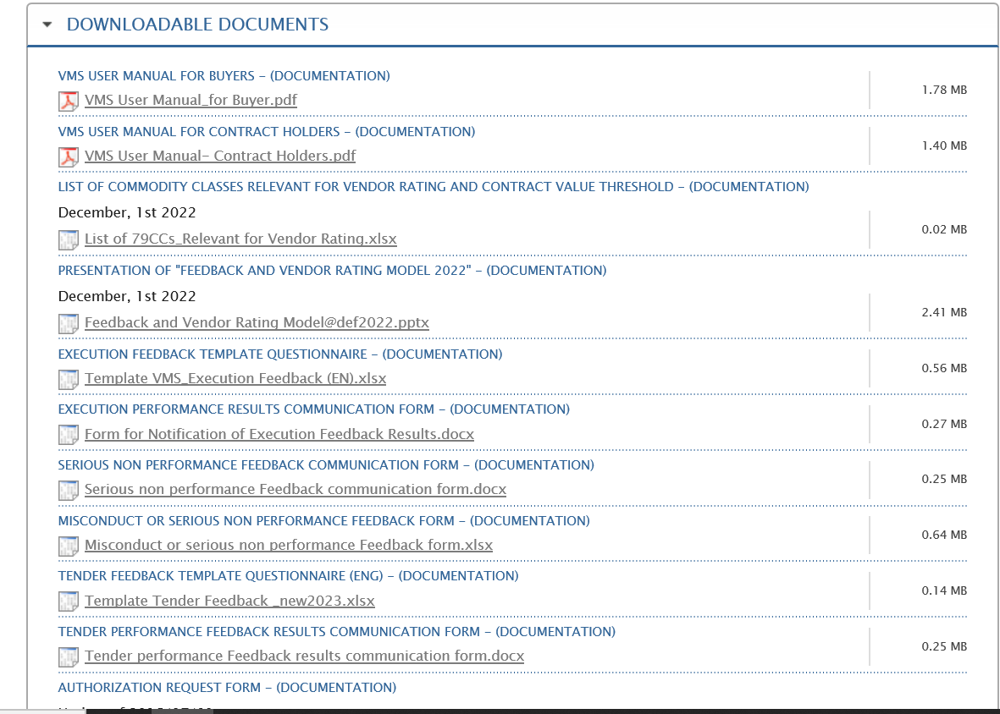 DOWNLOADABLE DOCUMENTS
VMS USER MANUAL FOR BUYERS - (DOCUMENTATION)
VMS User Manual_for Buyer.pdf
1.78 MB
VMS USER MANUAL FOR CONTRACT HOLDERS - (DOCUMENTATION)
VMS User Manual- Contract Holders.pdf
1.40 MB
LIST OF COMMODITY CLASSES RELEVANT FOR VENDOR RATING AND CONTRACT VALUE THRESHOLD - (DOCUMENTATION)
December, 1st 2022
List of 79CCs_Relevant for Vendor Rating.xlsx
0.02 MB
PRESENTATION OF "FEEDBACK AND VENDOR RATING MODEL 2022" - (DOCUMENTATION)
December, 1st 2022
Feedback and Vendor Rating Model@def2022.pptx
2.41 MB
EXECUTION FEEDBACK TEMPLATE QUESTIONNAIRE - (DOCUMENTATION)
Template VMS_Execution Feedback (EN).xlsx
0.56 MB
EXECUTION PERFORMANCE RESULTS COMMUNICATION FORM - (DOCUMENTATION)
Form for Notification of Execution Feedback Results.docx
0.27 MB
SERIOUS NON PERFORMANCE FEEDBACK COMMUNICATION FORM - (DOCUMENTATION)
Serious non performance Feedback communication form.docx
0.25 MB
MISCONDUCT OR SERIOUS NON PERFORMANCE FEEDBACK FORM - (DOCUMENTATION)
Misconduct or serious non performance Feedback form.xlsx
0.64 MB
TENDER FEEDBACK TEMPLATE QUESTIONNAIRE (ENG) - (DOCUMENTATION)
Template Tender Feedback _new2023.xlsx
0.14 MB
TENDER PERFORMANCE FEEDBACK RESULTS COMMUNICATION FORM - (DOCUMENTATION)
Tender performance Feedback results communication form.docx
0.25 MB
AUTHORIZATION REQUEST FORM - (DOCUMENTATION)